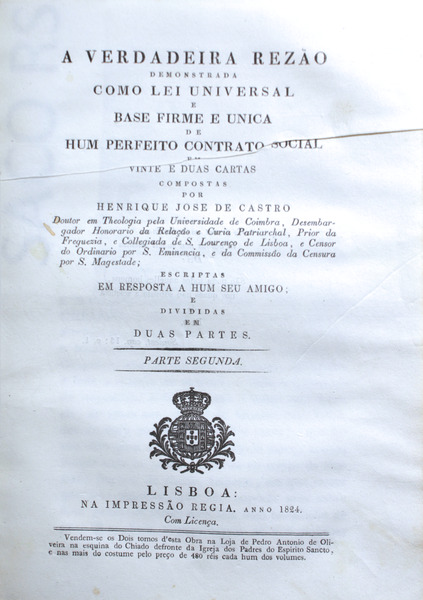 A VERDADEIRA REZÃO
DEMONSTRADA
COMO LEI UNIVERSAL
E
BASE FIRME E UNICA
DE
HUM PERFEITO CONTRATO SOCIAL
EM
VINTE E DUAS CARTAS
COMPOSTAS
POR
HENRIQUE JOSE DE CASTRO
Doutor em Theologia pela Universidade de Coimbra, Desembar-
gador Honorario da Relação e Curia Patriarchal, Prior da
Freguezia, e Collegiada de S. Lourenço de Lisboa, e Censor
do Ordinario por S. Eminencia, e da Commissão da Censura
por S. Magestade;
ESCRIPTAS
EM RESPOSTA A HUM SEU AMIGO;
E
DIVIDIDAS
EM
DUAS PARTES.
PARTE SEGUNDA.
LISBOA:
NA IMPRESSÃO REGIA. ANNO 1824.
Com Licença.
Vendem-se os Dois tomos d'esta Obra na Loja de Pedro Antonio de Oli-
veira na esquina do Chiado defronte da Igreja dos Padres do Espirito Sancto,
e nas mais do costume pelo preço de 480 réis cada hum dos volumes.